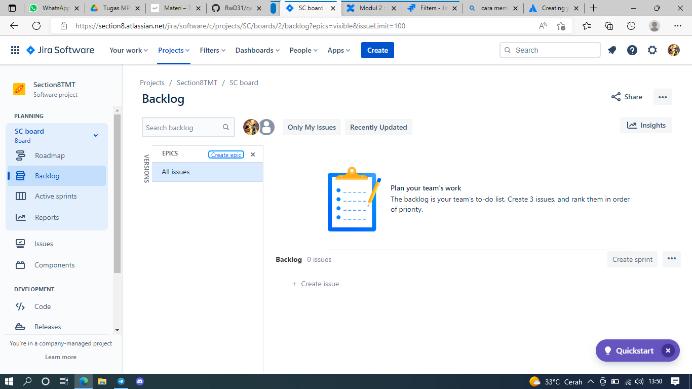 WhatsApp
Tugas NF
Materi - T
RaiD31/cp
SC board
Modul 2
Filters - Ji
cara mem
Creating y
https://section8.atlassian.net/jira/software/c/projects/SC/boards/2/backlog?epics=visible&issueLimit=100
Jira Software
Your work
Projects
Filters
Dashboards
People
Apps
Create
Search
Section8TMT
Software project
PLANNING
SC board
Board
Roadmap
Backlog
Active sprints
Reports
Issues
Components
DEVELOPMENT
Code
Releases
You're in a company-managed project
Learn more
Projects / Section8TMT / SC board
Backlog
Share
Search backlog
Only My Issues
Recently Updated
Insights
VERSIONS
EPICS
Create epic
All issues
Plan your team's work
The backlog is your team's to-do list. Create 3 issues, and rank them in order
of priority.
Backlog 0 issues
Create sprint
+ Create issue
Quickstart
33°C Cerah
13:50